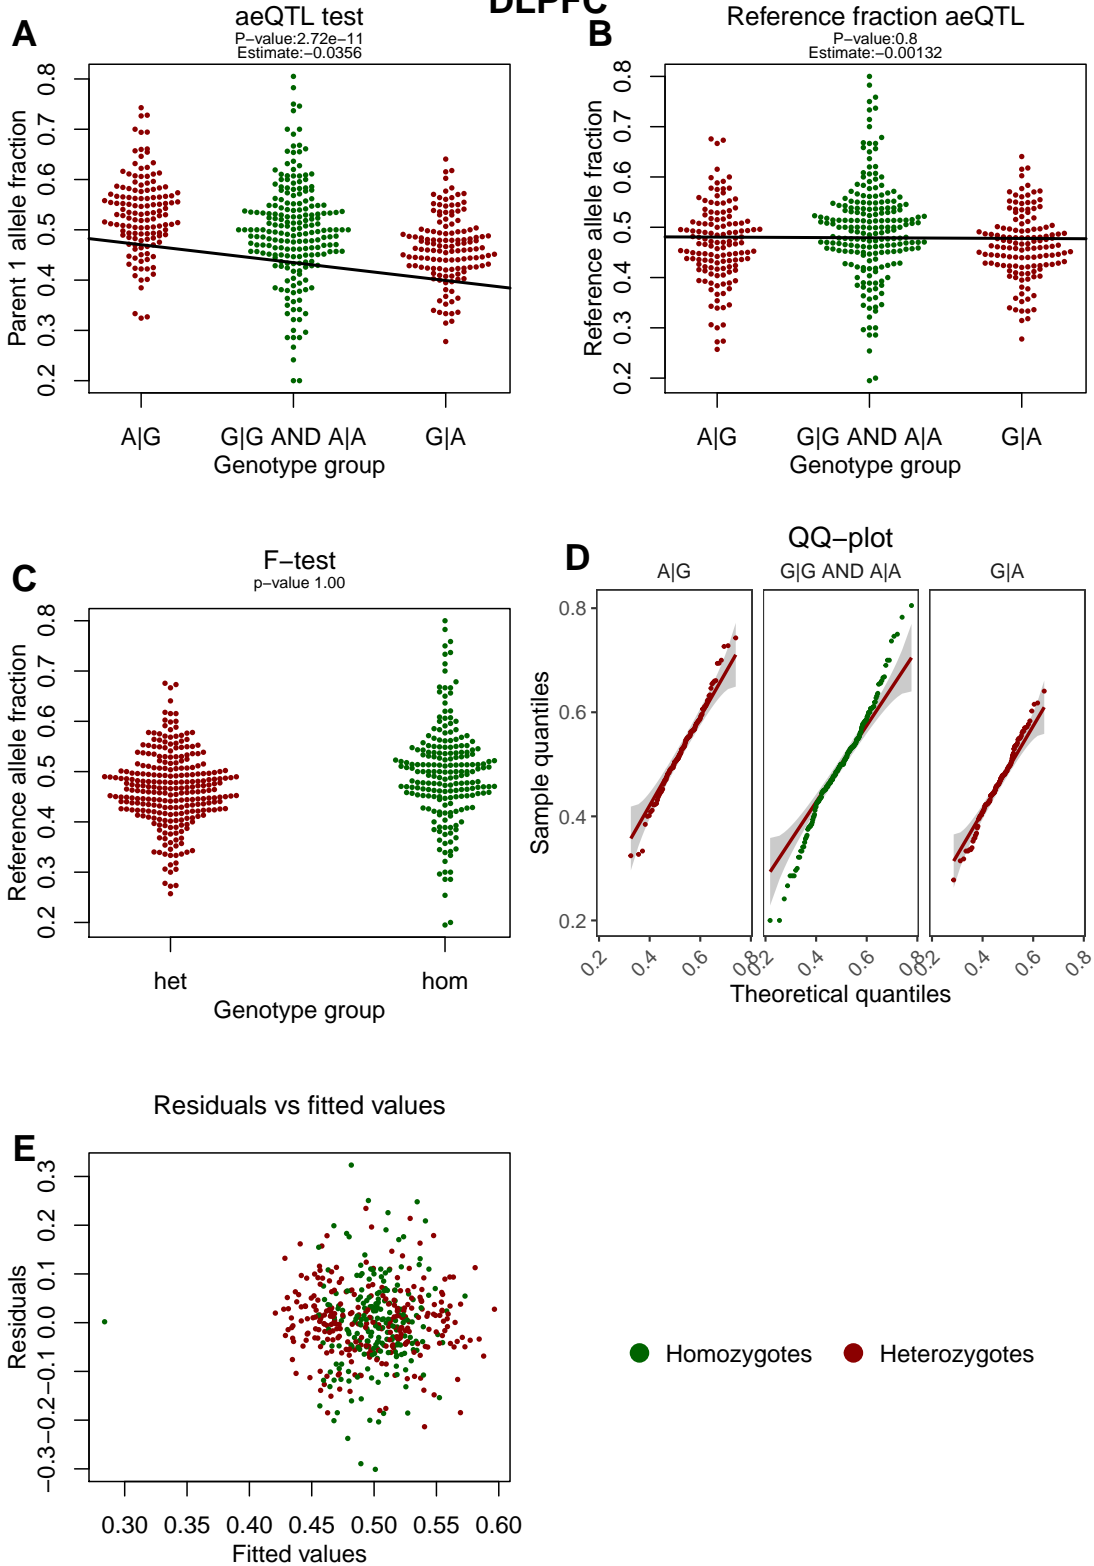 DLPFC
A
aeQTL test
P−value:2.72e−11
Estimate:−0.0356
Parent 1 allele fraction
0.2 0.3 0.4 0.5 0.6 0.7 0.8
A|G G|G AND A|A G|A
Genotype group
B
Reference fraction aeQTL
P−value:0.8
Estimate:−0.00132
Reference allele fraction
0.2 0.3 0.4 0.5 0.6 0.7 0.8
A|G G|G AND A|A G|A
Genotype group
C
F−test
p−value 1.00
Reference allele fraction
0.2 0.3 0.4 0.5 0.6 0.7 0.8
het hom
Genotype group
D
QQ−plot
A|G G|G AND A|A G|A
Sample quantiles
0.8
0.6
0.4
0.2
0.2 0.4 0.6 0.8 0.2 0.4 0.6 0.8 0.2 0.4 0.6 0.8
Theoretical quantiles
E
Residuals vs fitted values
Residuals
−0.3 −0.2 −0.1 0.0 0.1 0.2 0.3
0.30 0.35 0.40 0.45 0.50 0.55 0.60
Fitted values
Homozygotes Heterozygotes